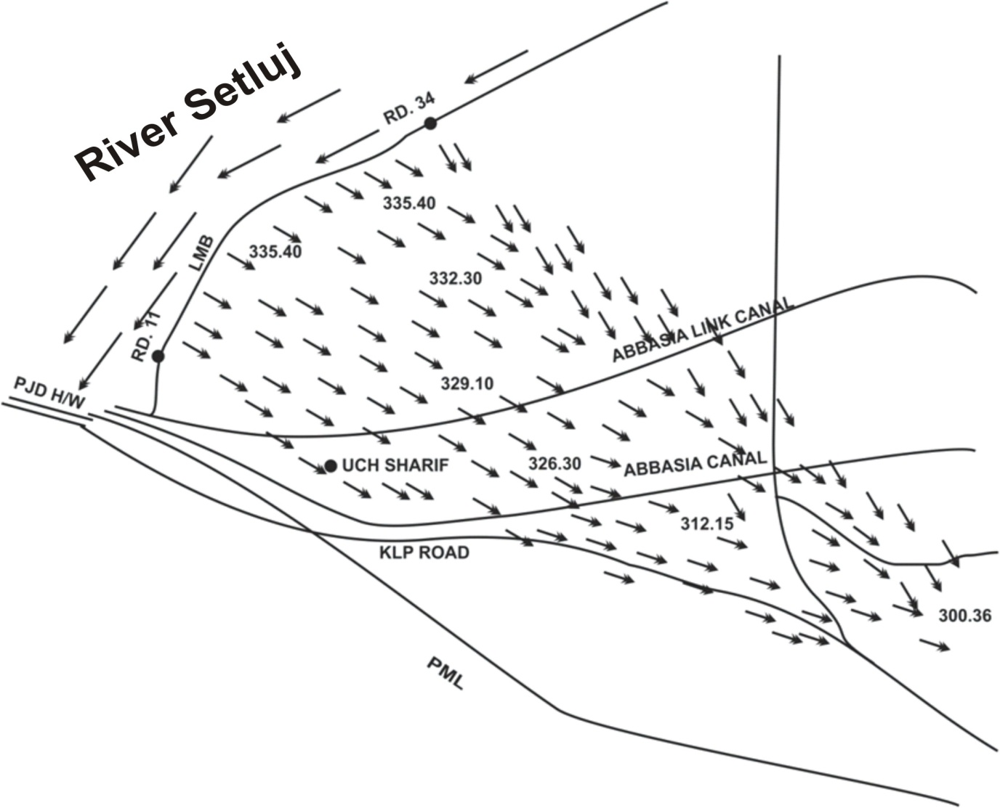 River Setluj
RD. 34
335.40
LMB
335.40
332.30
ABBASIA LINK CANAL
RD. 11
PJD H/W
329.10
UCH SHARIF
326.30
ABBASIA CANAL
312.15
KLP ROAD
300.36
PML